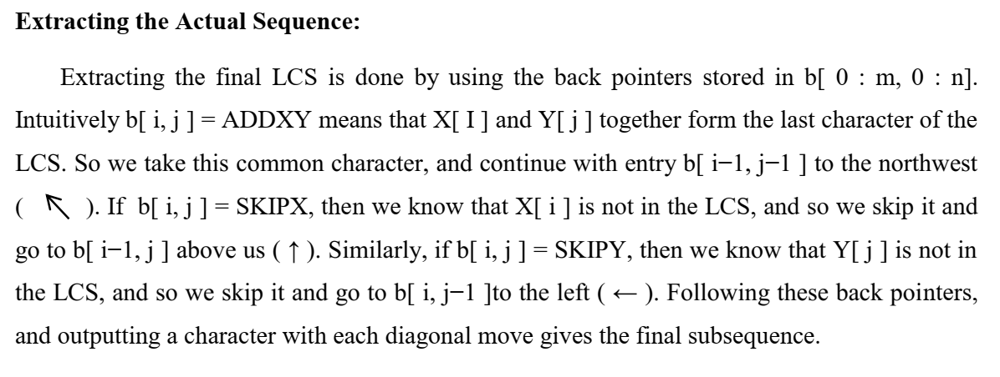 Extracting the Actual Sequence:
Extracting the final LCS is done by using the back pointers stored in b[ 0 : m, 0 : n].
Intuitively b[ i, j ] = ADDXY means that X[ I ] and Y[ j ] together form the last character of the
LCS. So we take this common character, and continue with entry b[ i−1, j−1 ] to the northwest
( ↖ ). If b[ i, j ] = SKIPX, then we know that X[ i ] is not in the LCS, and so we skip it and
go to b[ i−1, j ] above us ( ↑ ). Similarly, if b[ i, j ] = SKIPY, then we know that Y[ j ] is not in
the LCS, and so we skip it and go to b[ i, j−1 ]to the left ( ← ). Following these back pointers,
and outputting a character with each diagonal move gives the final subsequence.